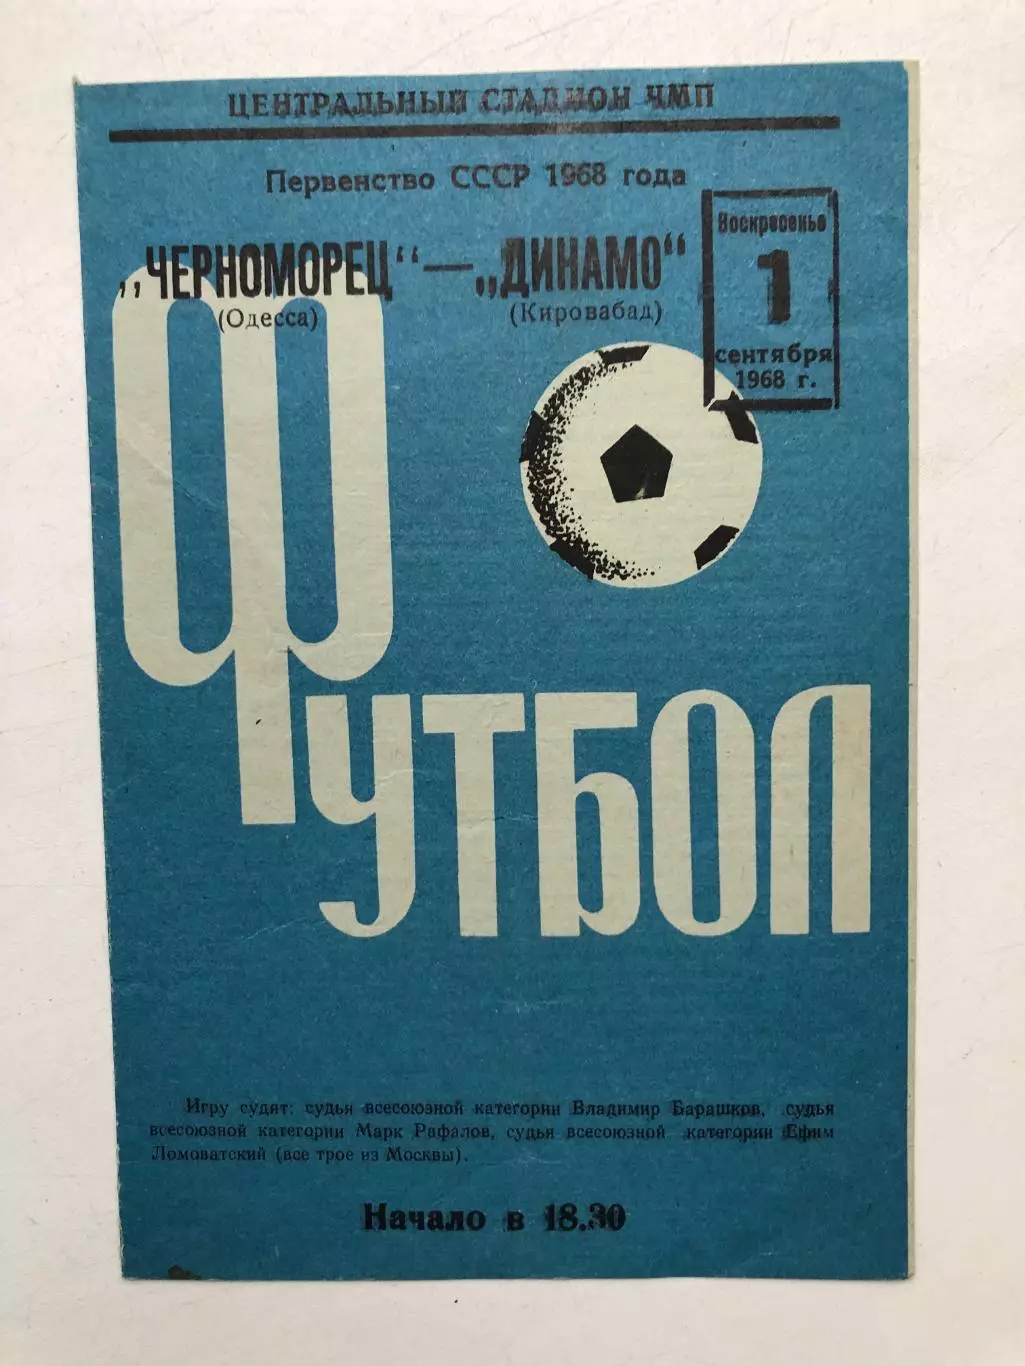 ЦЕНТРАЛЬНЫЙ СТАДИОН ЧМП
Первенство СССР 1968 года
„ЧЕРНОМОРЕЦ“ — „ДИНАМО“
(Одесса) (Кировабад)
Воскресенье
1
сентября
1968 г.
ФУТБОЛ
Игру судят: судья всесоюзной категории Владимир Барашков, судья
всесоюзной категории Марк Рафалов, судья всесоюзной категории Ефим
Ломоватский (все трое из Москвы).
Начало в 18.30